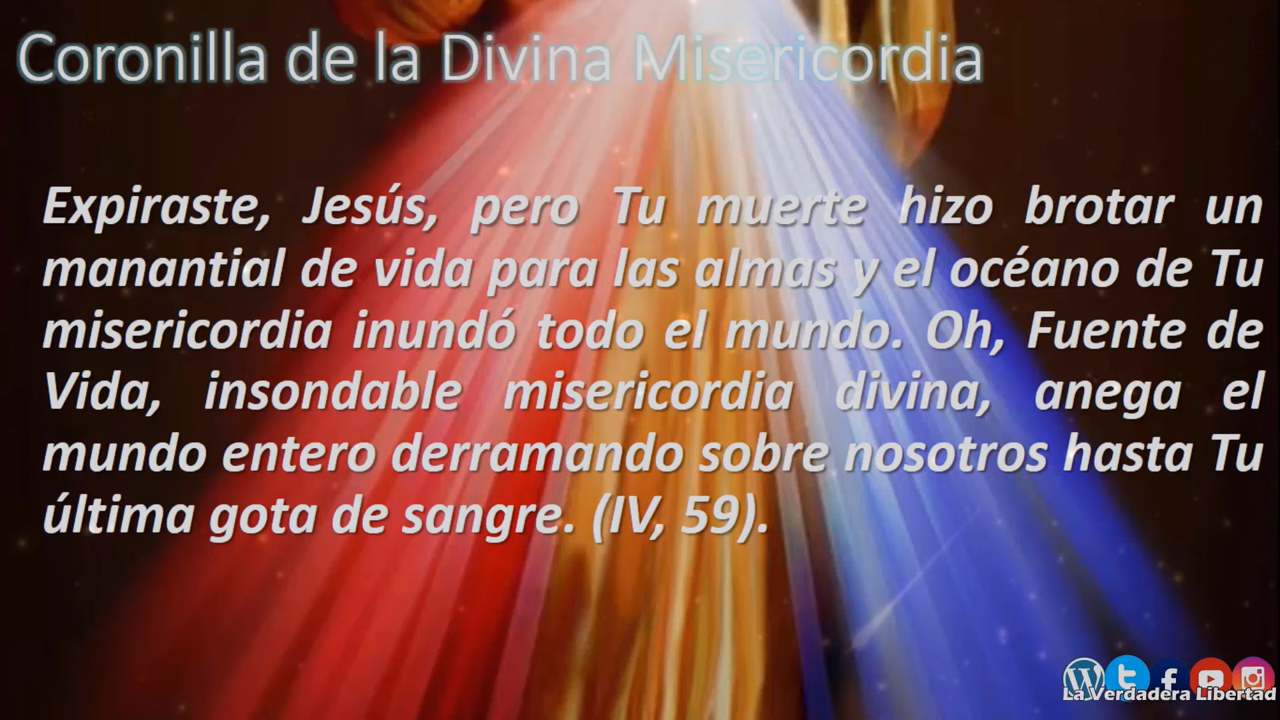 Coronilla de la Divina Misericordia
Expiraste, Jesús, pero Tu muerte hizo brotar un
manantial de vida para las almas y el océano de Tu
misericordia inundó todo el mundo. Oh, Fuente de
Vida, insondable misericordia divina, anega el
mundo entero derramando sobre nosotros hasta Tu
última gota de sangre. (IV, 59).
La Verdadera Libertad